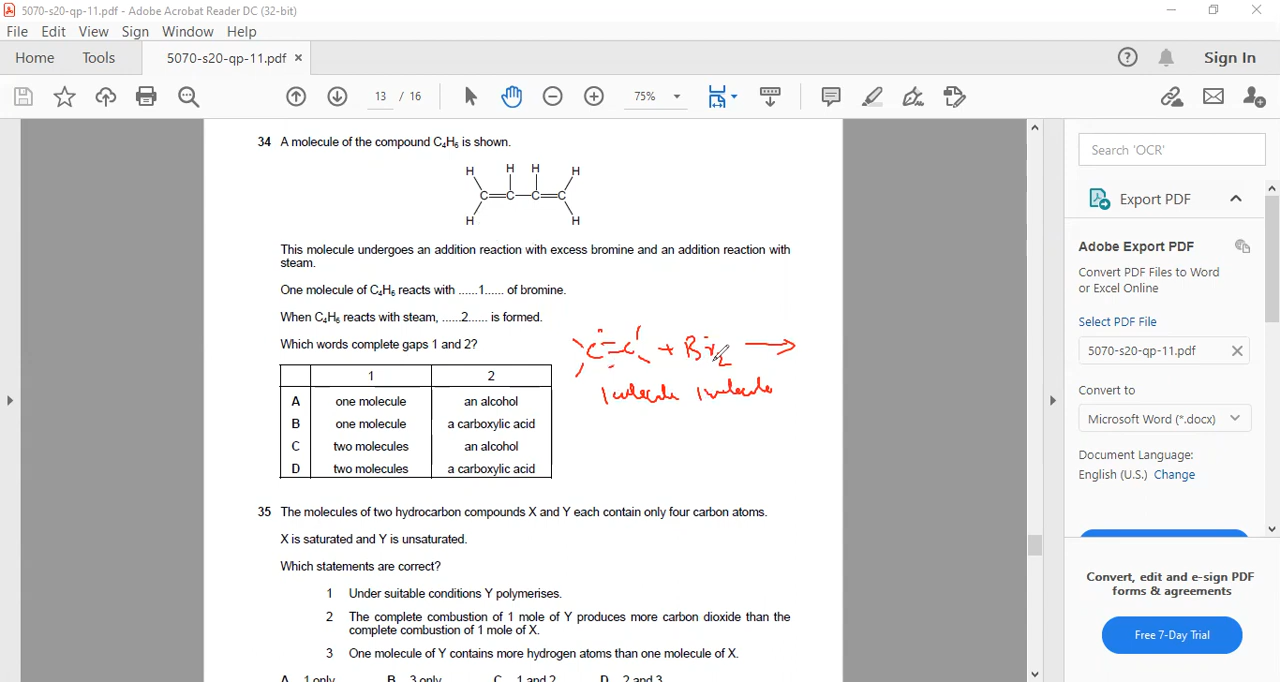 5070-s20-qp-11.pdf - Adobe Acrobat Reader DC (32-bit)
File Edit View Sign Window Help
Home Tools 5070-s20-qp-11.pdf × Sign In
13 / 16 75%
34 A molecule of the compound C₄H₆ is shown.
H H H H
C=C–C=C
H H
This molecule undergoes an addition reaction with excess bromine and an addition reaction with
steam.
One molecule of C₄H₆ reacts with ......1...... of bromine.
When C₄H₆ reacts with steam, ......2...... is formed.
Which words complete gaps 1 and 2?
C=C + Br₂ →
1 molecule 1 molecule
1 2
A one molecule an alcohol
B one molecule a carboxylic acid
C two molecules an alcohol
D two molecules a carboxylic acid
35 The molecules of two hydrocarbon compounds X and Y each contain only four carbon atoms.
X is saturated and Y is unsaturated.
Which statements are correct?
1 Under suitable conditions Y polymerises.
2 The complete combustion of 1 mole of Y produces more carbon dioxide than the
complete combustion of 1 mole of X.
3 One molecule of Y contains more hydrogen atoms than one molecule of X.
A 1 only B 3 only C 1 and 2 D 2 and 3
Search 'OCR'
Export PDF
Adobe Export PDF
Convert PDF Files to Word
or Excel Online
Select PDF File
5070-s20-qp-11.pdf
Convert to
Microsoft Word (*.docx)
Document Language:
English (U.S.) Change
Convert, edit and e-sign PDF
forms & agreements
Free 7-Day Trial